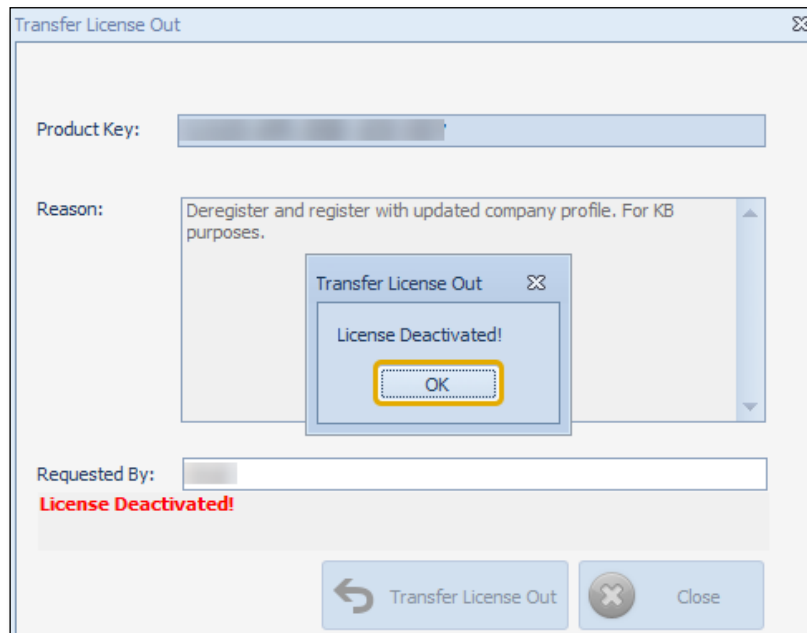 Transfer License Out
Product Key:
Reason:
Deregister and register with updated company profile. For KB
purposes.
Transfer License Out
License Deactivated!
OK
Requested By:
License Deactivated!
Transfer License Out
Close